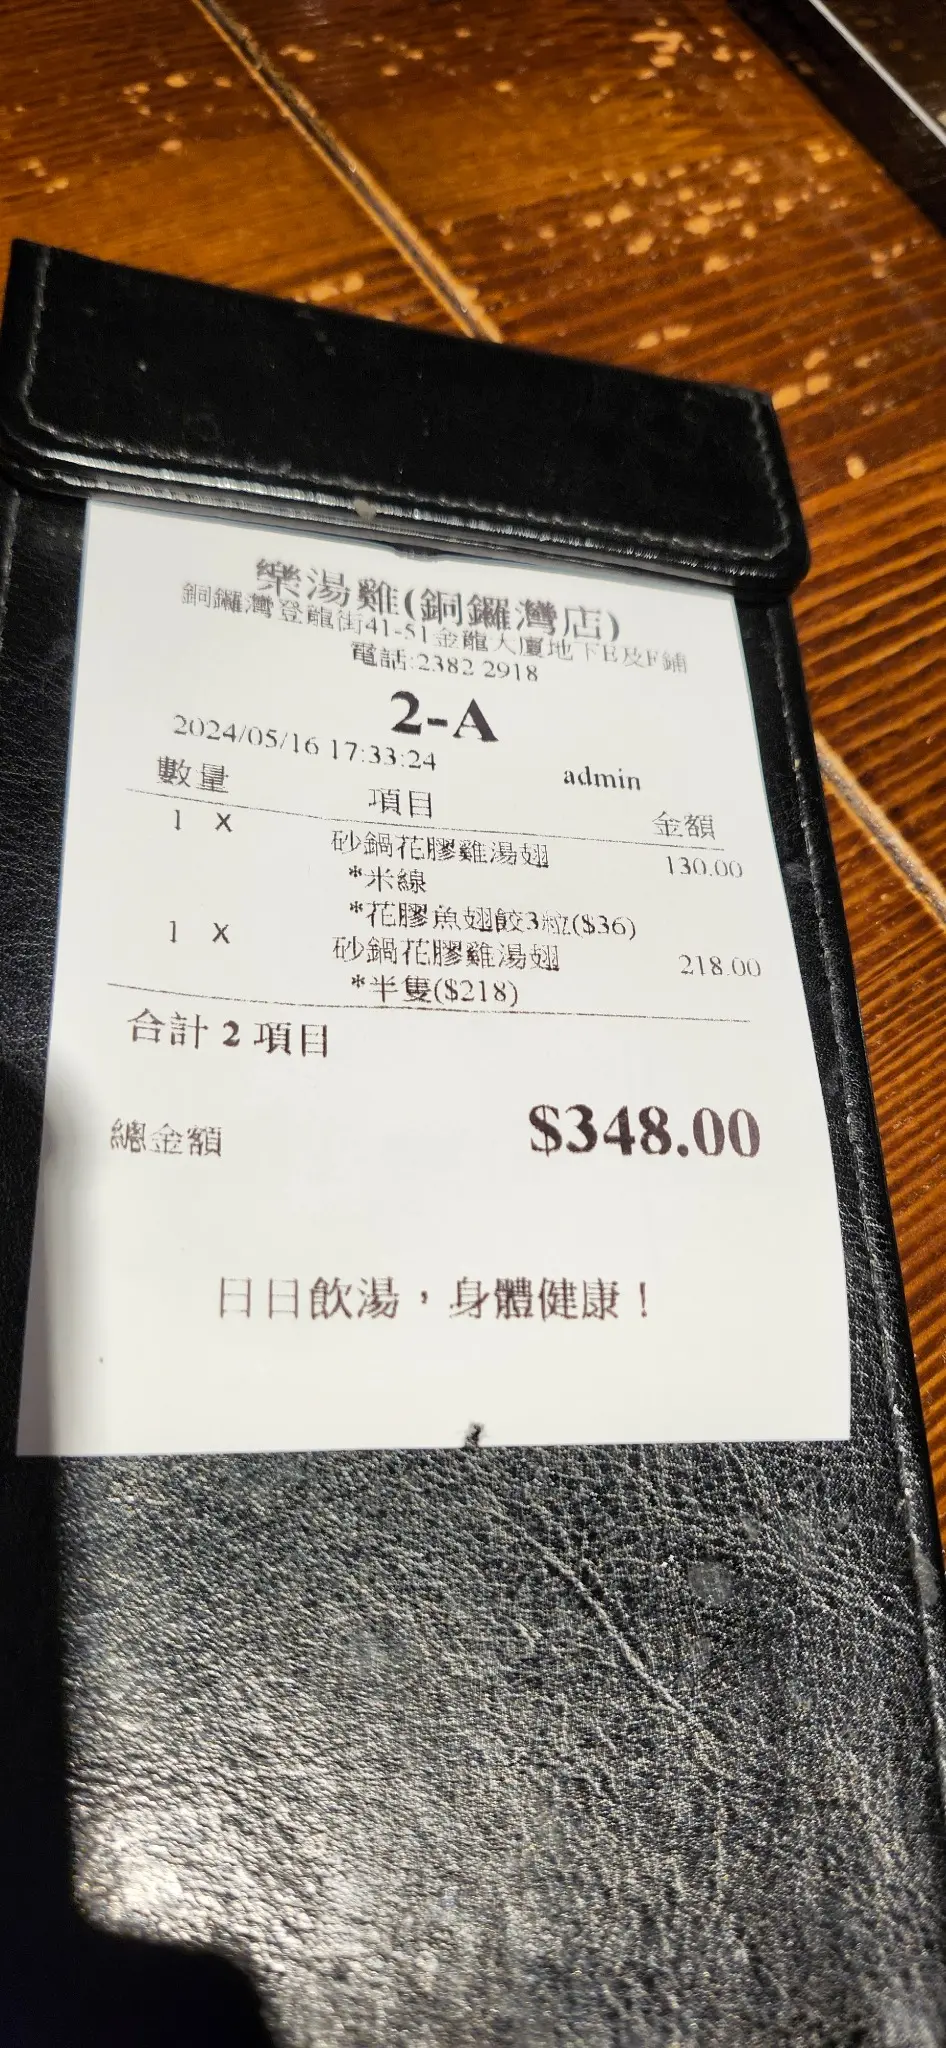 樂湯雞(銅鑼灣店)
銅鑼灣登龍街41-51金龍大廈地下E及F鋪
電話:2382 2918
2-A
2024/05/16 17:33:24 admin
數量 項目 金額
1 X 砂鍋花膠雞湯翅 130.00
*米線
*花膠魚翅餃3粒($36)
1 X 砂鍋花膠雞湯翅 218.00
*半隻($218)
合計 2 項目
總金額 $348.00
日日飲湯，身體健康！